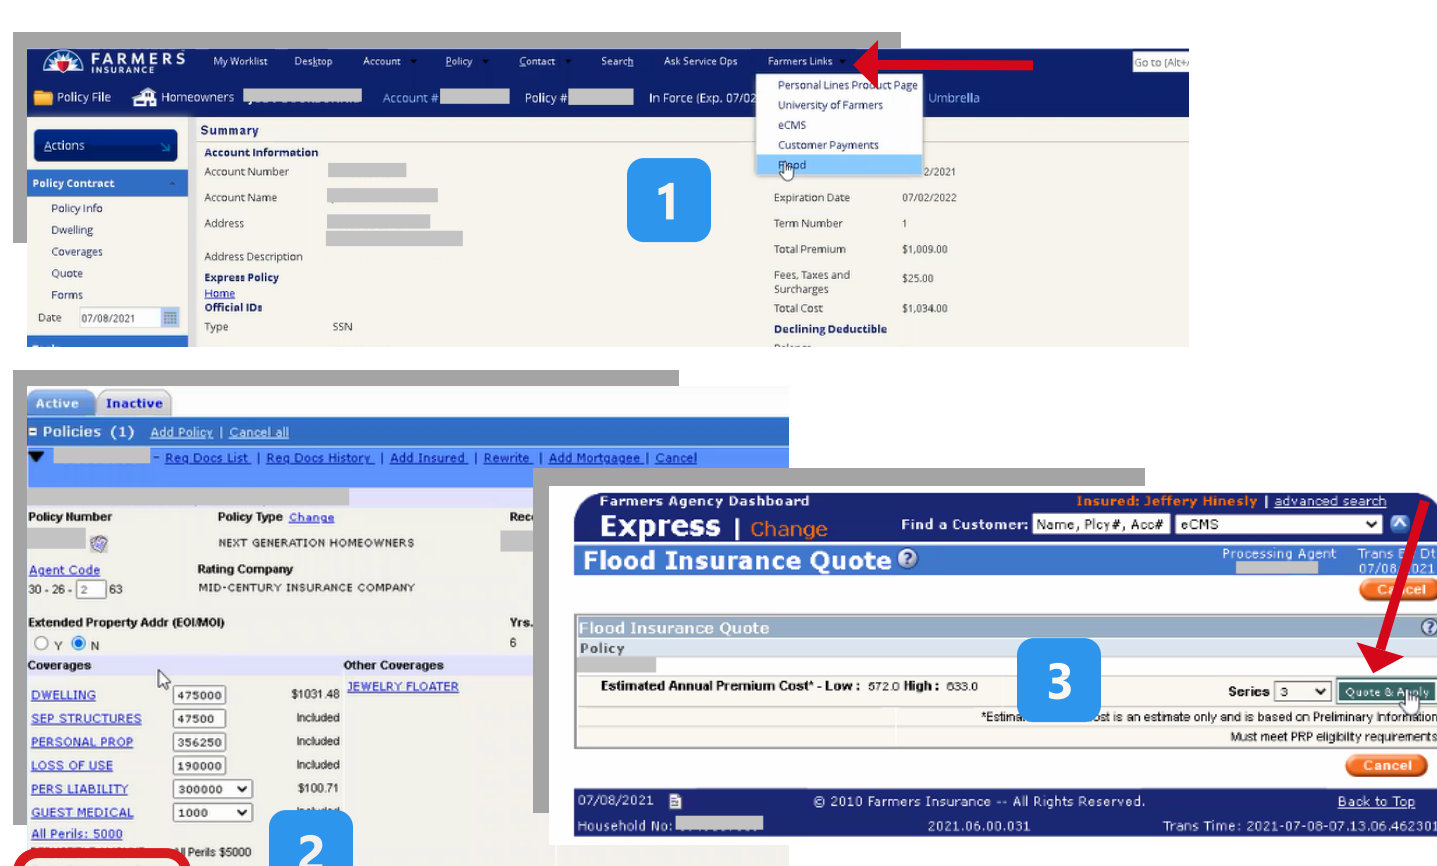 FARMERS
INSURANCE
My Worklist Desktop Account Policy Contact Search Ask Service Ops Farmers Links Go to (Alt+/
Policy File Homeowners Account # Policy # In Force (Exp. 07/02 Umbrella
Personal Lines Product Page
University of Farmers
eCMS
Customer Payments
Flood
Actions
Policy Contract
Policy Info
Dwelling
Coverages
Quote
Forms
Date 07/08/2021
Summary
Account Information
Account Number
Account Name
Address
Address Description
Express Policy
Home
Official IDs
Type SSN
1
2/2021
Expiration Date 07/02/2022
Term Number 1
Total Premium $1,009.00
Fees, Taxes and
Surcharges $25.00
Total Cost $1,034.00
Declining Deductible
Active Inactive
Policies (1) Add Policy | Cancel all
- Req Docs List | Req Docs History | Add Insured | Rewrite | Add Mortgagee | Cancel
Policy Number Policy Type Change Rec
NEXT GENERATION HOMEOWNERS
Agent Code Rating Company
30 - 26 - 2 63 MID-CENTURY INSURANCE COMPANY
Extended Property Addr (EOI/MOI) Yrs.
Y N 6
Coverages Other Coverages
DWELLING 475000 $1031.48 JEWELRY FLOATER
SEP STRUCTURES 47500 Included
PERSONAL PROP 356250 Included
LOSS OF USE 190000 Included
PERS LIABILITY 300000 $100.71
GUEST MEDICAL 1000
All Perils: 5000
All Perils $5000
2
Farmers Agency Dashboard Insured: Jeffery Hinesly | advanced search
Express | Change Find a Customer: Name, Plcy#, Acc# eCMS
Flood Insurance Quote Processing Agent Trans Dt
07/08/2021
Cancel
Flood Insurance Quote
Policy
3
Estimated Annual Premium Cost* - Low : 572.0 High : 633.0 Series 3 Quote & Apply
is an estimate only and is based on Preliminary Information
Must meet PRP eligibility requirements
Cancel
07/08/2021 © 2010 Farmers Insurance -- All Rights Reserved. Back to Top
Household No: 2021.06.00.031 Trans Time: 2021-07-08-07.13.06.462301